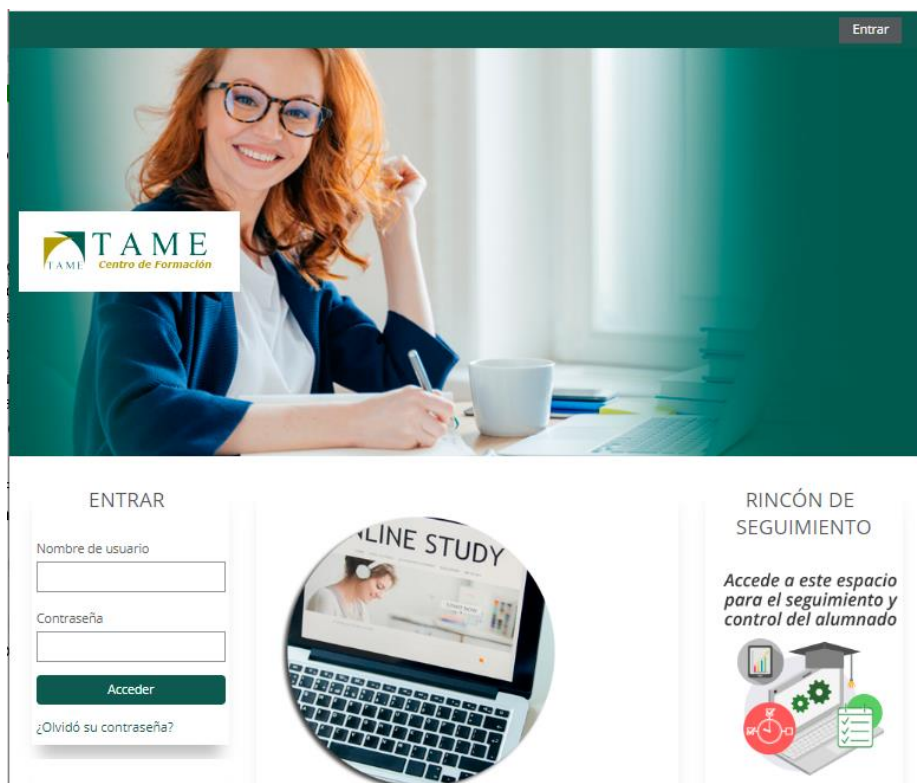 Entrar
TAME
TAME
Centro de Formación
ENTRAR
Nombre de usuario
Contraseña
Acceder
¿Olvidó su contraseña?
NLINE STUDY
RINCÓN DE
SEGUIMIENTO
Accede a este espacio
para el seguimiento y
control del alumnado